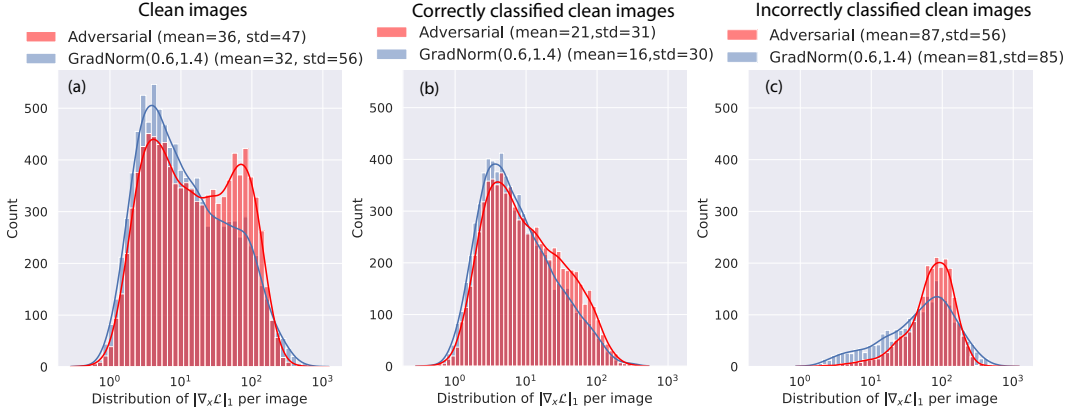 Clean images
Adversarial (mean=36, std=47)
GradNorm(0.6,1.4) (mean=32, std=56)
(a)
500
400
300
200
100
0
Count
10⁰ 10¹ 10² 10³
Distribution of |∇ₓℒ|₁ per image
Correctly classified clean images
Adversarial (mean=21,std=31)
GradNorm(0.6,1.4) (mean=16,std=30)
(b)
500
400
300
200
100
0
Count
10⁰ 10¹ 10² 10³
Distribution of |∇ₓℒ|₁ per image
Incorrectly classified clean images
Adversarial (mean=87,std=56)
GradNorm(0.6,1.4) (mean=81,std=85)
(c)
500
400
300
200
100
0
Count
10⁰ 10¹ 10² 10³
Distribution of |∇ₓℒ|₁ per image